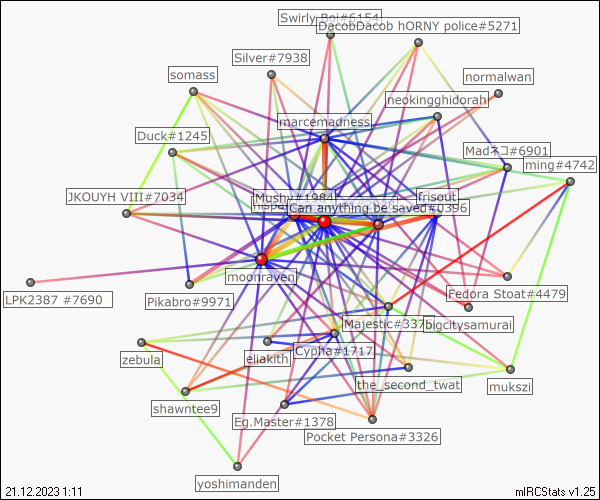 Swirly Boi#6154
DacobDacob hORNY police#5271
Silver#7938
somass
normalwan
neokingghidorah
marcemadness
Duck#1245
Madネコ#6901
ming#4742
JKOUYH VIII#7034
Mushy#1984
frisout
Can anything be saved#0396
moonraven
LPK2387 #7690
Pikabro#9971
Fedora Stoat#4479
Majestic#337
bigcitysamurai
zebula
eliakith
Cypha#1717
the_second_twat
mukszi
shawntee9
Eg.Master#1378
Pocket Persona#3326
yoshimanden
21.12.2023 1:11
mIRCStats v1.25